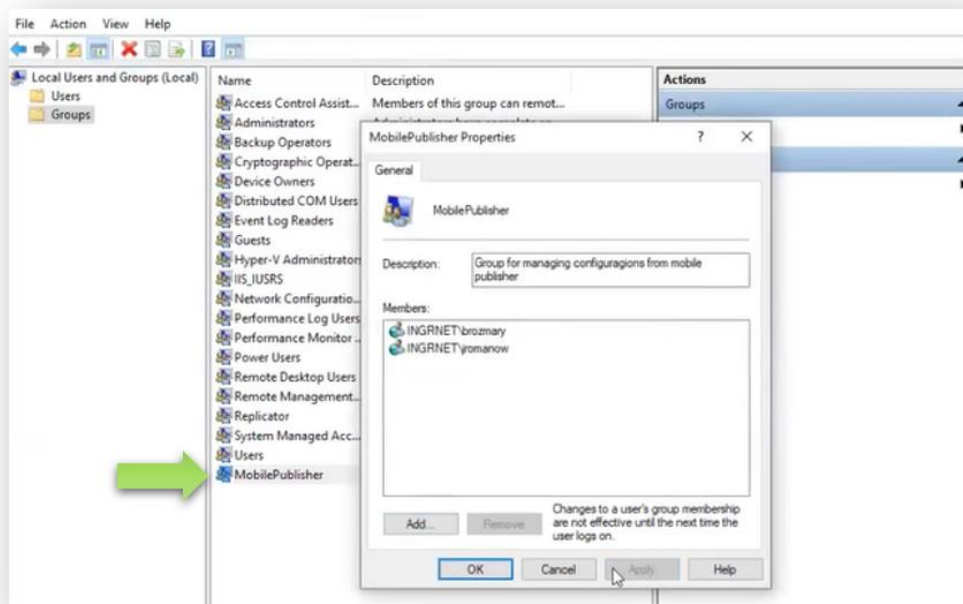 File Action View Help
Local Users and Groups (Local)
Users
Groups
Name Description
Access Control Assist... Members of this group can remot...
Administrators
Backup Operators
Cryptographic Operat...
Device Owners
Distributed COM Users
Event Log Readers
Guests
Hyper-V Administrators
IIS_IUSRS
Network Configuratio...
Performance Log Users
Performance Monitor ...
Power Users
Remote Desktop Users
Remote Management...
Replicator
System Managed Acc...
Users
MobilePublisher
Actions
Groups
MobilePublisher Properties ?
General
MobilePublisher
Description: Group for managing configuragions from mobile
publisher
Members:
INGRNET\brozmary
INGRNET\jromanow
Add... Remove
Changes to a user's group membership
are not effective until the next time the
user logs on.
OK Cancel Apply Help